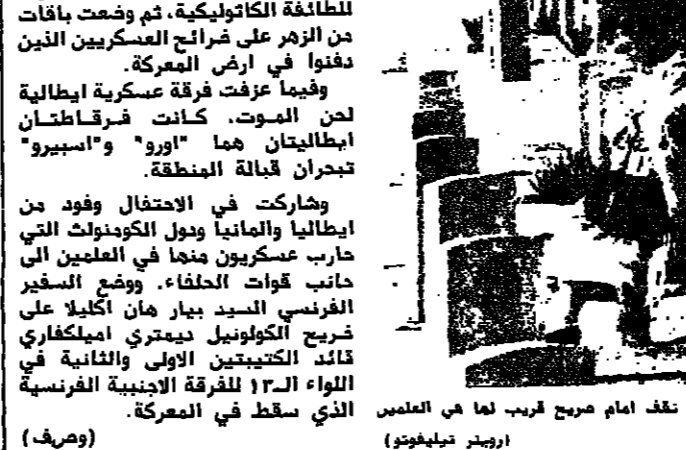 للطائفة الكاثوليكية، ثم وضعت باقات
من الزهر على ضرائح العسكريين الذين
دفنوا في ارض المعركة.
وفيما عزفت فرقة عسكرية ايطالية
لحن الموت، كانت فرقاطتان
ايطاليتان هما "اورو" و"اسبيرو"
تبحران قبالة المنطقة.
وشاركت في الاحتفال وفود من
ايطاليا والمانيا ودول الكومنولث التي
حارب عسكريون منها في العلمين الى
جانب قوات الحلفاء. ووضع السفير
الفرنسي السيد بيار هان اكليلا على
ضريح الكولونيل ديمتري اميلكفاري
قائد الكتيبتين الاولى والثانية في
اللواء الـ١٣ للفرقة الاجنبية الفرنسية
الذي سقط في المعركة.
(وصف)
تقف امام ضريح قريب لها في العلمين
(رويتر تيليفوتو)